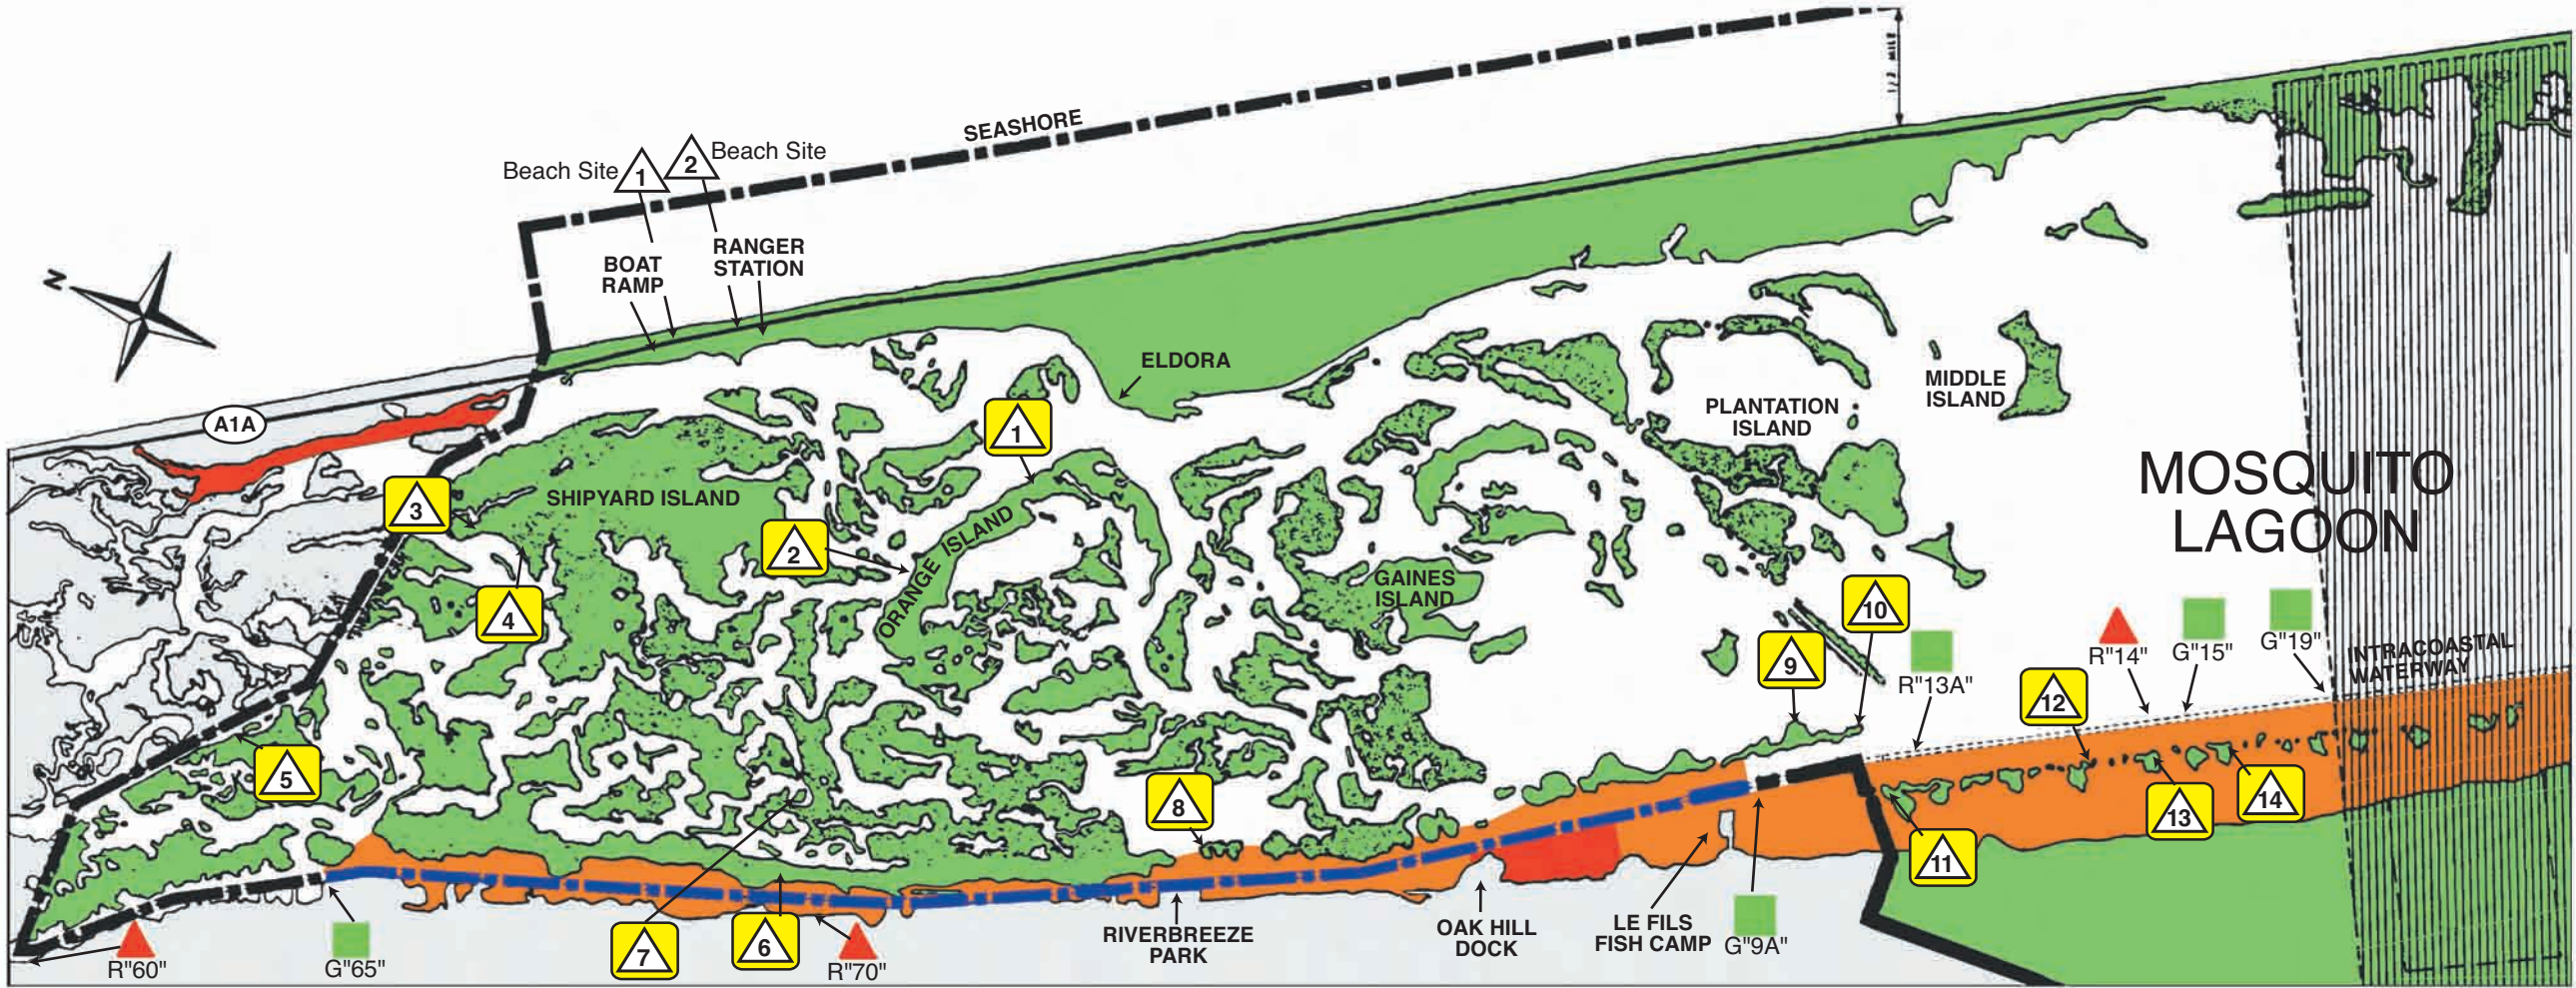 SEASHORE
1/2 MILE
Beach Site
1
2
Beach Site
BOAT
RAMP
RANGER
STATION
N
A1A
ELDORA
1
PLANTATION
ISLAND
MIDDLE
ISLAND
3
SHIPYARD ISLAND
2
ORANGE ISLAND
4
GAINES
ISLAND
MOSQUITO
LAGOON
10
9
R"13A"
12
R"14"
G"15"
G"19"
INTRACOASTAL
WATERWAY
5
8
11
13
14
R"60"
G"65"
7
6
R"70"
RIVERBREEZE
PARK
OAK HILL
DOCK
LE FILS
FISH CAMP
G"9A"